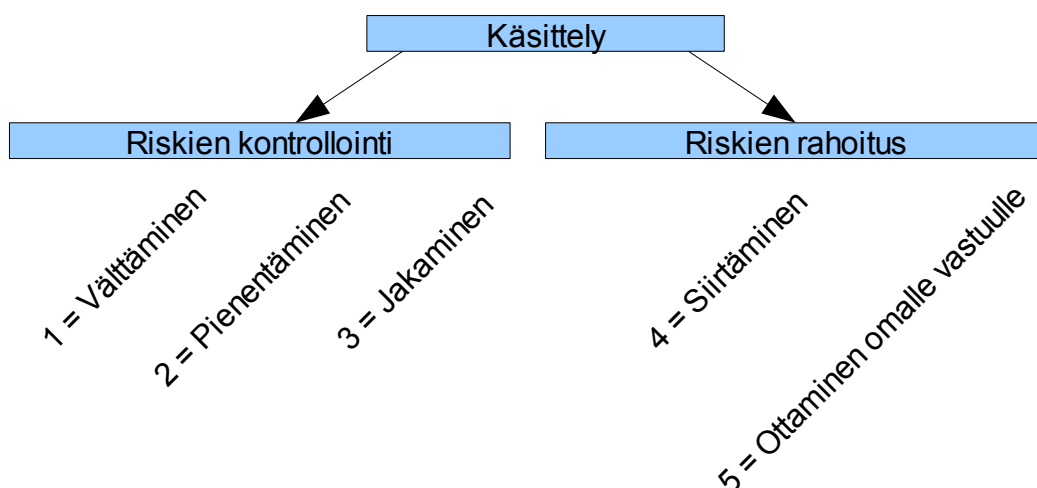 Käsittely
Riskien kontrollointi
Riskien rahoitus
1 = Välttäminen
2 = Pienentäminen
3 = Jakaminen
4 = Siirtäminen
5 = Ottaminen omalle vastuulle